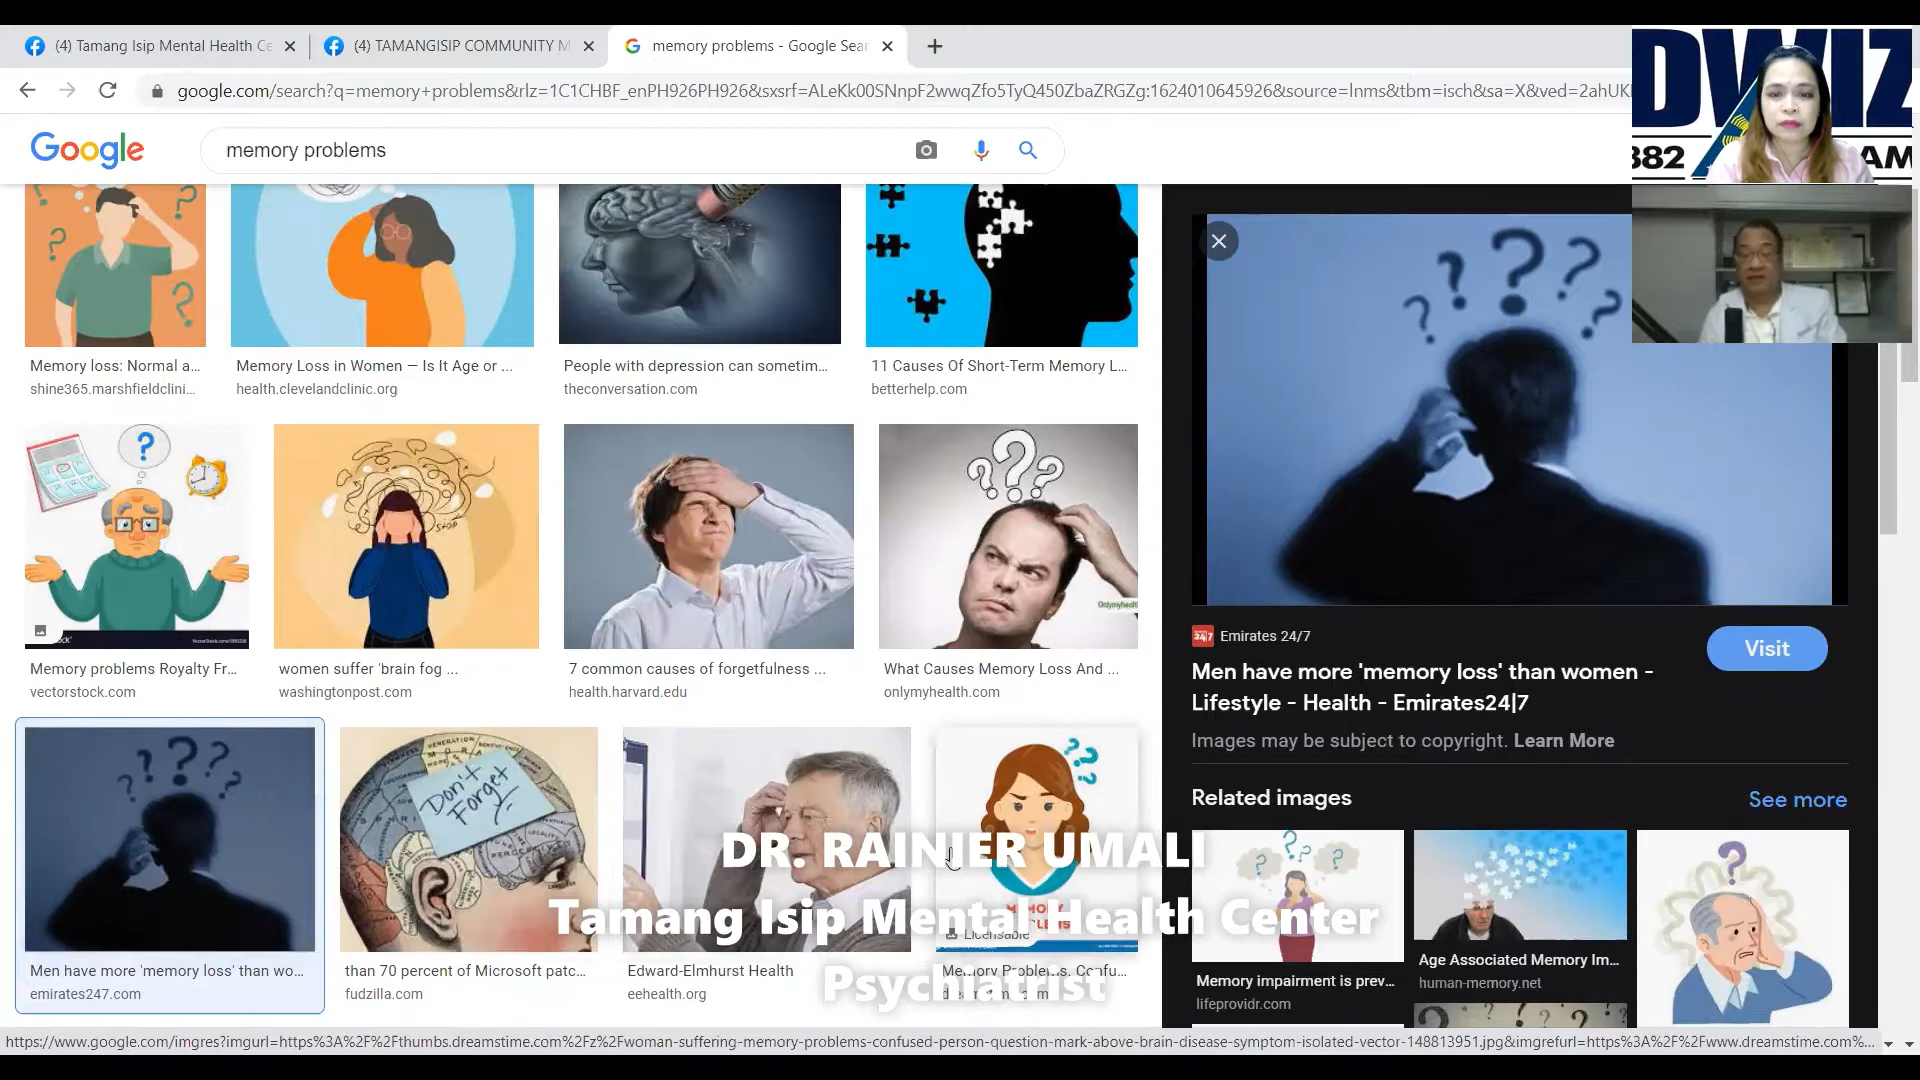 (4) Tamang Isip Mental Health Ce
(4) TAMANGISIP COMMUNITY M
memory problems - Google Sear
google.com/search?q=memory+problems&rlz=1C1CHBF_enPH926PH926&sxsrf=ALeKk00SNnpF2wwqZfo5TyQ450ZbaZRGZg:1624010645926&source=lnms&tbm=isch&sa=X&ved=2ahUK
DWIZ
882 AM
Google
memory problems
Memory loss: Normal a...
shine365.marshfieldclini...
Memory Loss in Women — Is It Age or ...
health.clevelandclinic.org
People with depression can sometim...
theconversation.com
11 Causes Of Short-Term Memory L...
betterhelp.com
STOP
Onlymyhealth
Memory problems Royalty Fr...
vectorstock.com
women suffer 'brain fog ...
washingtonpost.com
7 common causes of forgetfulness ...
health.harvard.edu
What Causes Memory Loss And ...
onlymyhealth.com
Emirates 24/7
Visit
Men have more 'memory loss' than women -
Lifestyle - Health - Emirates24|7
Images may be subject to copyright. Learn More
Related images
See more
Don't
Forget
Licensable
DR. RAINIER UMALI
Tamang Isip Mental Health Center
Psychiatrist
Men have more 'memory loss' than wo...
emirates247.com
than 70 percent of Microsoft patc...
fudzilla.com
Edward-Elmhurst Health
eehealth.org
Memory Problems. Confu...
Memory impairment is prev...
lifeprovidr.com
Age Associated Memory Im...
human-memory.net
https://www.google.com/imgres?imgurl=https%3A%2F%2Fthumbs.dreamstime.com%2Fz%2Fwoman-suffering-memory-problems-confused-person-question-mark-above-brain-disease-symptom-isolated-vector-148813951.jpg&imgrefurl=https%3A%2F%2Fwww.dreamstime.com%...